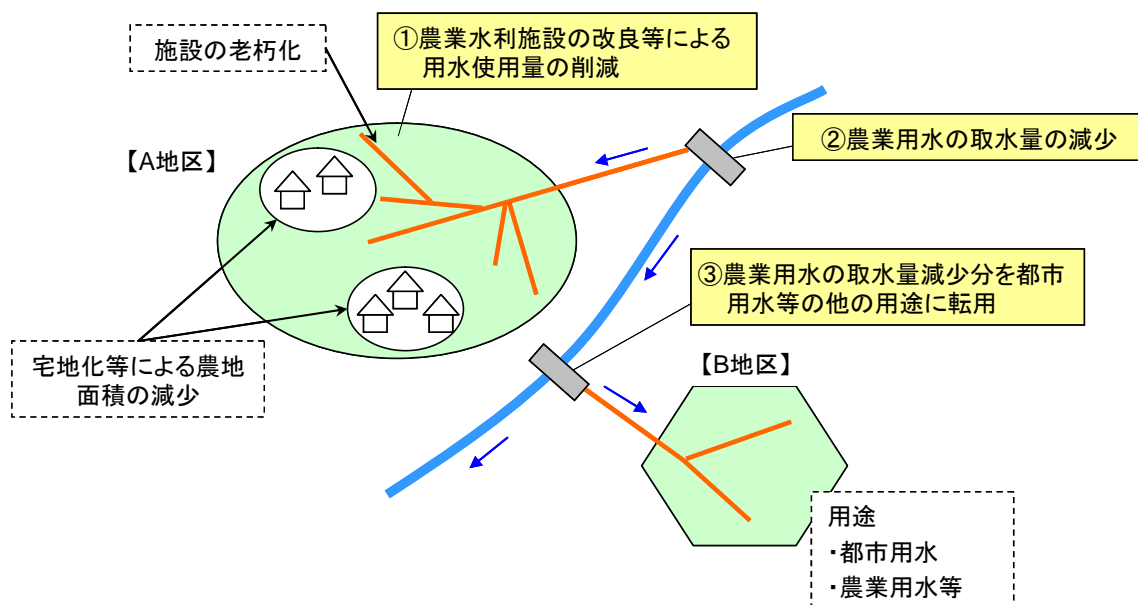 施設の老朽化
①農業水利施設の改良等による
用水使用量の削減
②農業用水の取水量の減少
【A地区】
③農業用水の取水量減少分を都市
用水等の他の用途に転用
宅地化等による農地
面積の減少
【B地区】
用途
・都市用水
・農業用水等